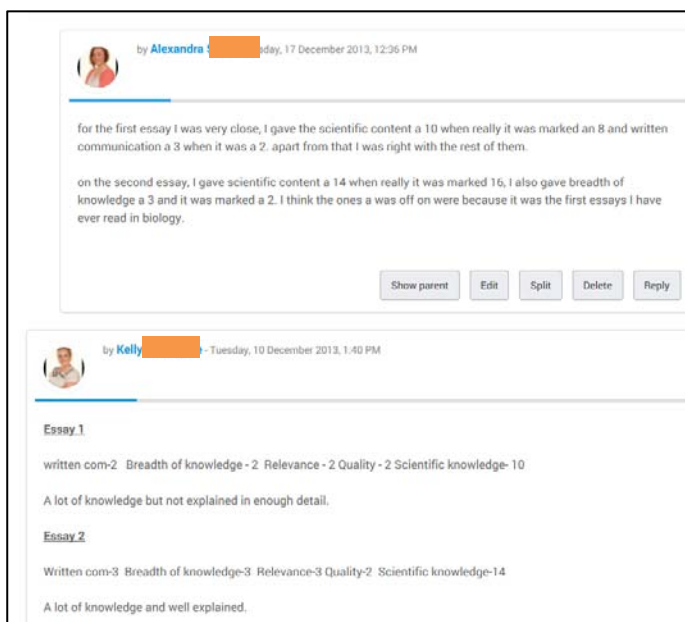 by Alexandra S day, 17 December 2013, 12:36 PM
for the first essay I was very close, I gave the scientific content a 10 when really it was marked an 8 and written
communication a 3 when it was a 2. apart from that I was right with the rest of them.
on the second essay, I gave scientific content a 14 when really it was marked 16, I also gave breadth of
knowledge a 3 and it was marked a 2. I think the ones a was off on were because it was the first essays I have
ever read in biology.
Show parent Edit Split Delete Reply
by Kelly - Tuesday, 10 December 2013, 1:40 PM
Essay 1
written com-2 Breadth of knowledge - 2 Relevance - 2 Quality - 2 Scientific knowledge- 10
A lot of knowledge but not explained in enough detail.
Essay 2
Written com-3 Breadth of knowledge-3 Relevance-3 Quality-2 Scientific knowledge-14
A lot of knowledge and well explained.